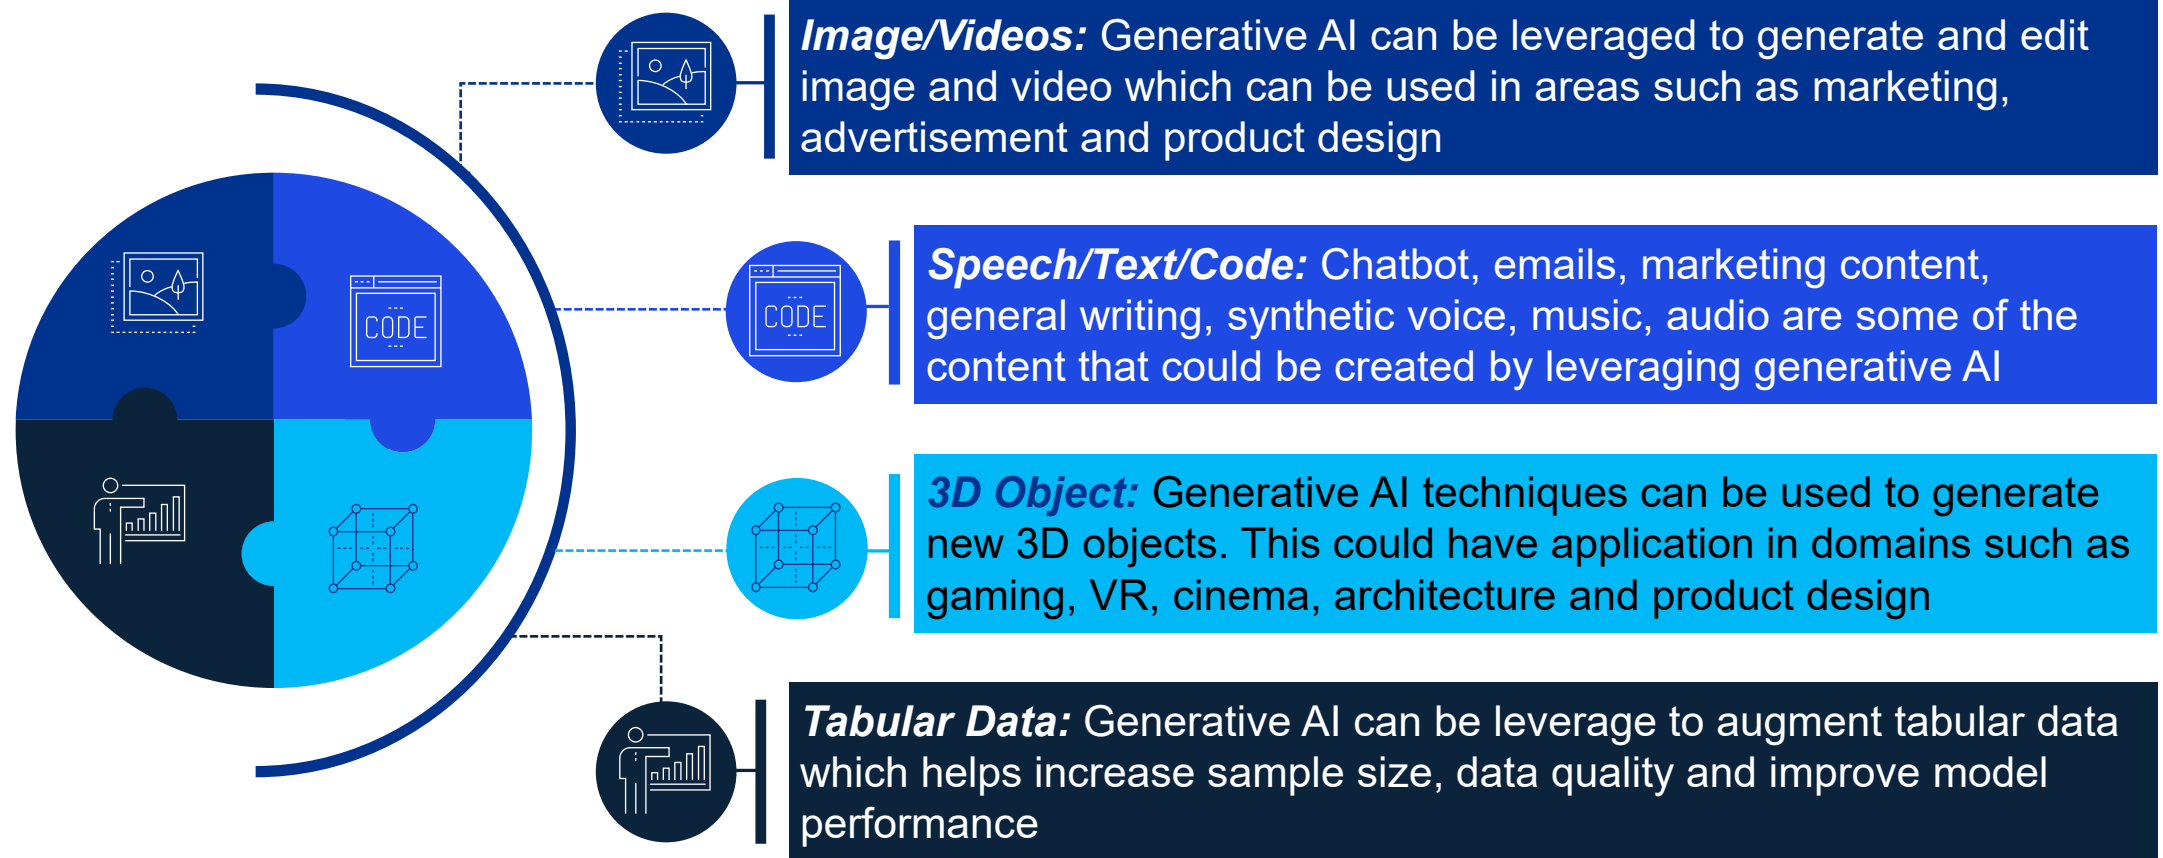 Image/Videos: Generative AI can be leveraged to generate and edit
image and video which can be used in areas such as marketing,
advertisement and product design
CODE
CODE
Speech/Text/Code: Chatbot, emails, marketing content,
general writing, synthetic voice, music, audio are some of the
content that could be created by leveraging generative AI
3D Object: Generative AI techniques can be used to generate
new 3D objects. This could have application in domains such as
gaming, VR, cinema, architecture and product design
Tabular Data: Generative AI can be leverage to augment tabular data
which helps increase sample size, data quality and improve model
performance